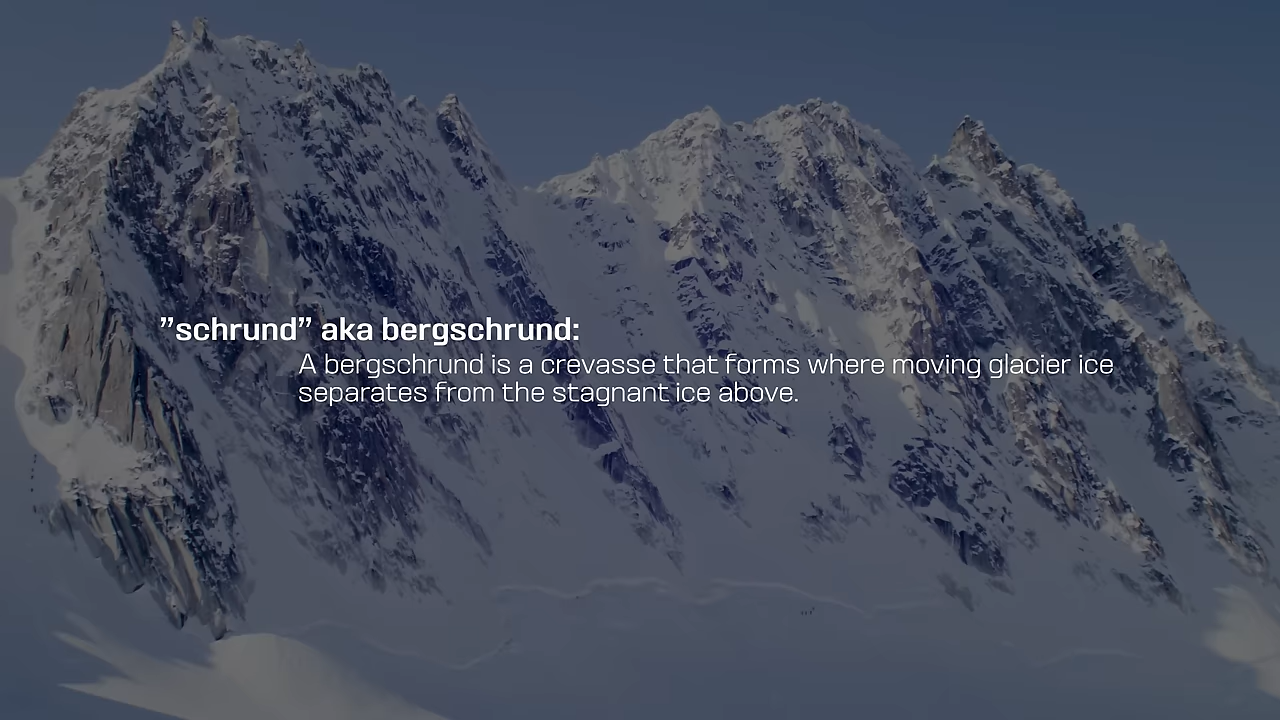 ”schrund” aka bergschrund:
A bergschrund is a crevasse that forms where moving glacier ice
separates from the stagnant ice above.